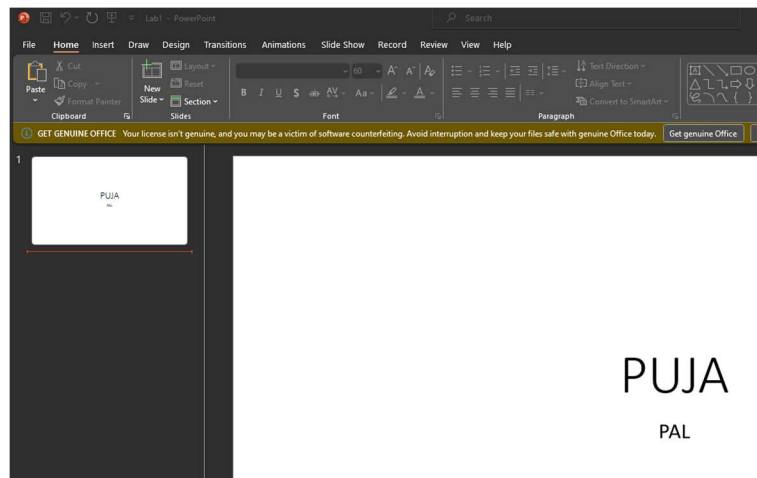 Lab1 - PowerPoint
Search
File Home Insert Draw Design Transitions Animations Slide Show Record Review View Help
Paste
Cut
Copy
Format Painter
Clipboard
New Slide
Layout
Reset
Section
Slides
60
Font
Text Direction
Align Text
Convert to SmartArt
Paragraph
GET GENUINE OFFICE Your license isn't genuine, and you may be a victim of software counterfeiting. Avoid interruption and keep your files safe with genuine Office today. Get genuine Office
1
PUJA
PAL
PUJA
PAL